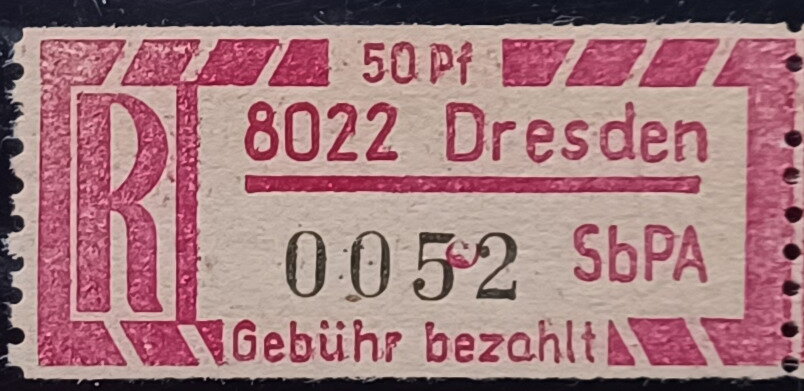 50 Pf
R
8022 Dresden
0052 SbPA
Gebühr bezahlt